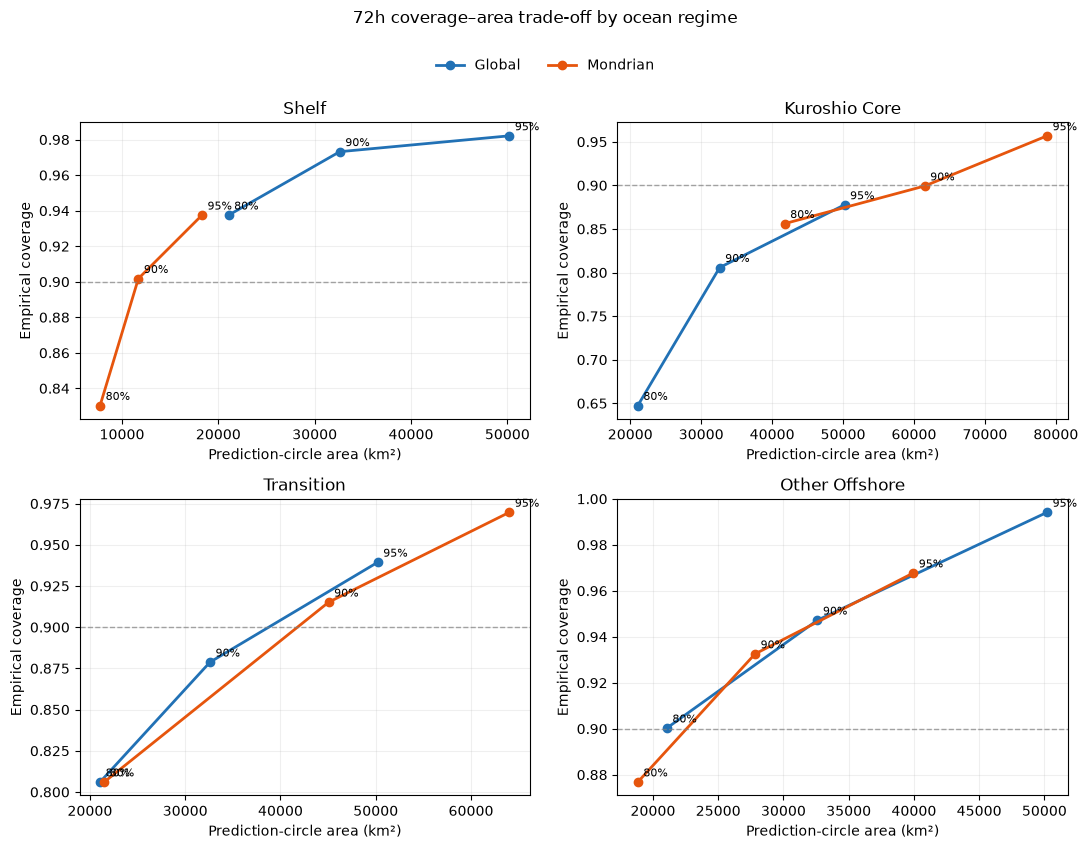 72h coverage–area trade-off by ocean regime
Global
Mondrian
Shelf
0.98
0.96
0.94
0.92
0.90
0.88
0.86
0.84
Empirical coverage
80%
90%
95%
80%
90%
95%
10000 20000 30000 40000 50000
Prediction-circle area (km²)
Kuroshio Core
0.95
0.90
0.85
0.80
0.75
0.70
0.65
Empirical coverage
80%
90%
95%
80%
90%
95%
20000 30000 40000 50000 60000 70000 80000
Prediction-circle area (km²)
Transition
0.975
0.950
0.925
0.900
0.875
0.850
0.825
0.800
Empirical coverage
80%
80%
90%
95%
90%
95%
20000 30000 40000 50000 60000
Prediction-circle area (km²)
Other Offshore
1.00
0.98
0.96
0.94
0.92
0.90
0.88
Empirical coverage
80%
90%
95%
80%
90%
95%
20000 25000 30000 35000 40000 45000 50000
Prediction-circle area (km²)